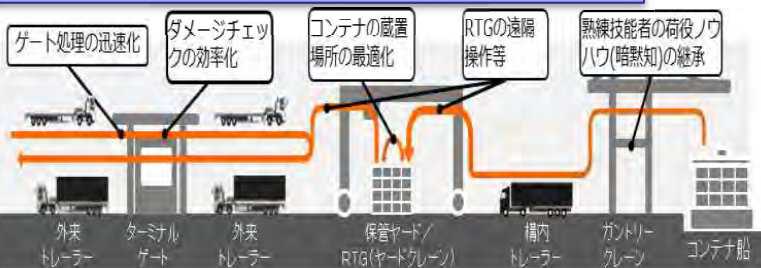 ゲート処理の迅速化
ダメージチェッ
クの効率化
コンテナの蔵置
場所の最適化
RTGの遠隔
操作等
熟練技能者の荷役ノウ
ハウ(暗黙知)の継承
外来
トレーラー
ターミナル
ゲート
外来
トレーラー
保管ヤード/
RTG(ヤードクレーン)
構内
トレーラー
ガントリー
クレーン
コンテナ船